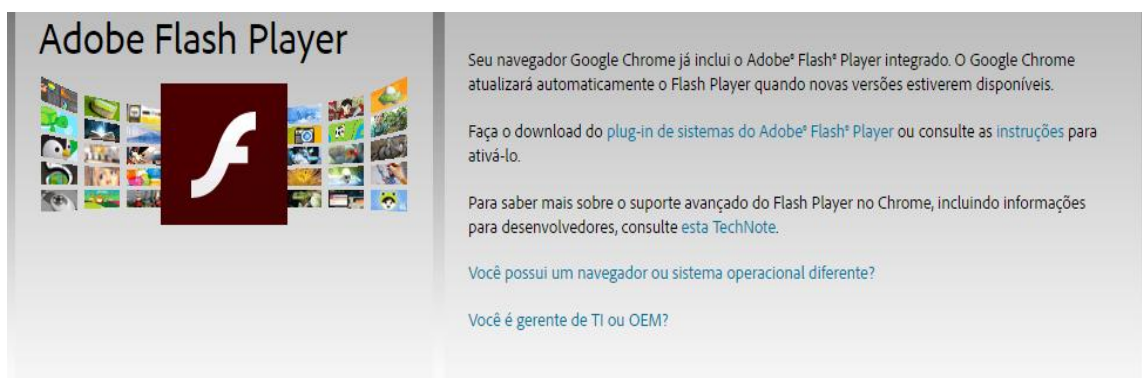 Adobe Flash Player
Seu navegador Google Chrome já inclui o Adobe® Flash® Player integrado. O Google Chrome
atualizará automaticamente o Flash Player quando novas versões estiverem disponíveis.
Faça o download do plug-in de sistemas do Adobe® Flash® Player ou consulte as instruções para
ativá-lo.
Para saber mais sobre o suporte avançado do Flash Player no Chrome, incluindo informações
para desenvolvedores, consulte esta TechNote.
Você possui um navegador ou sistema operacional diferente?
Você é gerente de TI ou OEM?